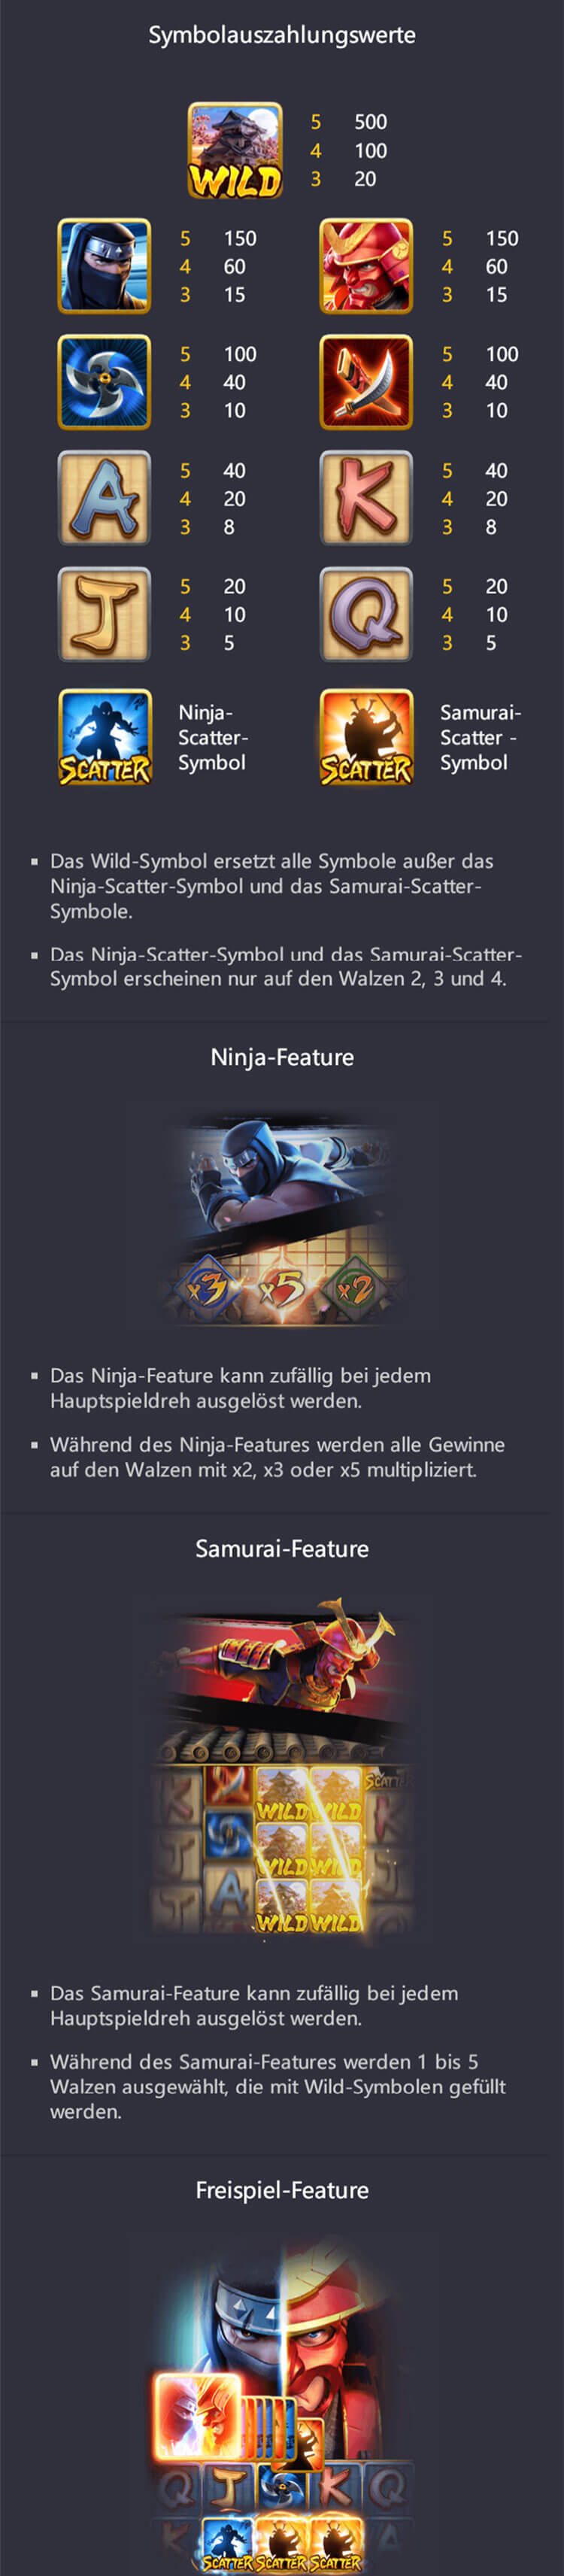 Symbolauszahlungswerte
WILD
5 500
4 100
3 20
5 150
4 60
3 15
5 150
4 60
3 15
5 100
4 40
3 10
5 100
4 40
3 10
A
5 40
4 20
3 8
K
5 40
4 20
3 8
J
5 20
4 10
3 5
Q
5 20
4 10
3 5
SCATTER
Ninja-
Scatter-
Symbol
SCATTER
Samurai-
Scatter -
Symbol
▪ Das Wild-Symbol ersetzt alle Symbole außer das
Ninja-Scatter-Symbol und das Samurai-Scatter-
Symbole.
▪ Das Ninja-Scatter-Symbol und das Samurai-Scatter-
Symbol erscheinen nur auf den Walzen 2, 3 und 4.
Ninja-Feature
x3 x5 x2
▪ Das Ninja-Feature kann zufällig bei jedem
Hauptspieldreh ausgelöst werden.
▪ Während des Ninja-Features werden alle Gewinne
auf den Walzen mit x2, x3 oder x5 multipliziert.
Samurai-Feature
SCATTER
K WILD WILD K
J WILD WILD J
J A WILD WILD
▪ Das Samurai-Feature kann zufällig bei jedem
Hauptspieldreh ausgelöst werden.
▪ Während des Samurai-Features werden 1 bis 5
Walzen ausgewählt, die mit Wild-Symbolen gefüllt
werden.
Freispiel-Feature
Q J K Q
K A
SCATTER SCATTER SCATTER